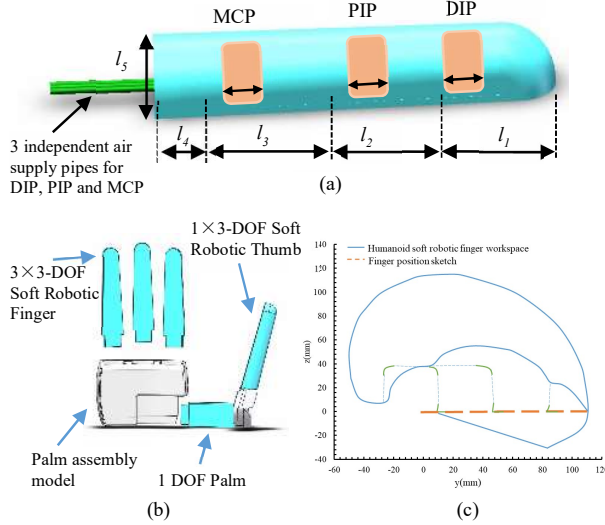 MCP
PIP
DIP
l5
l4
l3
l2
l1
3 independent air
supply pipes for
DIP, PIP and MCP
(a)
1×3-DOF Soft
Robotic Thumb
3×3-DOF
Soft Robotic
Finger
Palm assembly
model
1 DOF Palm
(b)
140
120
100
80
60
40
20
0
-20
-40
z(mm)
Humanoid soft robotic finger workspace
Finger position sketch
-60 -40 -20 0 20 40 60 80 100 120
y(mm)
(c)